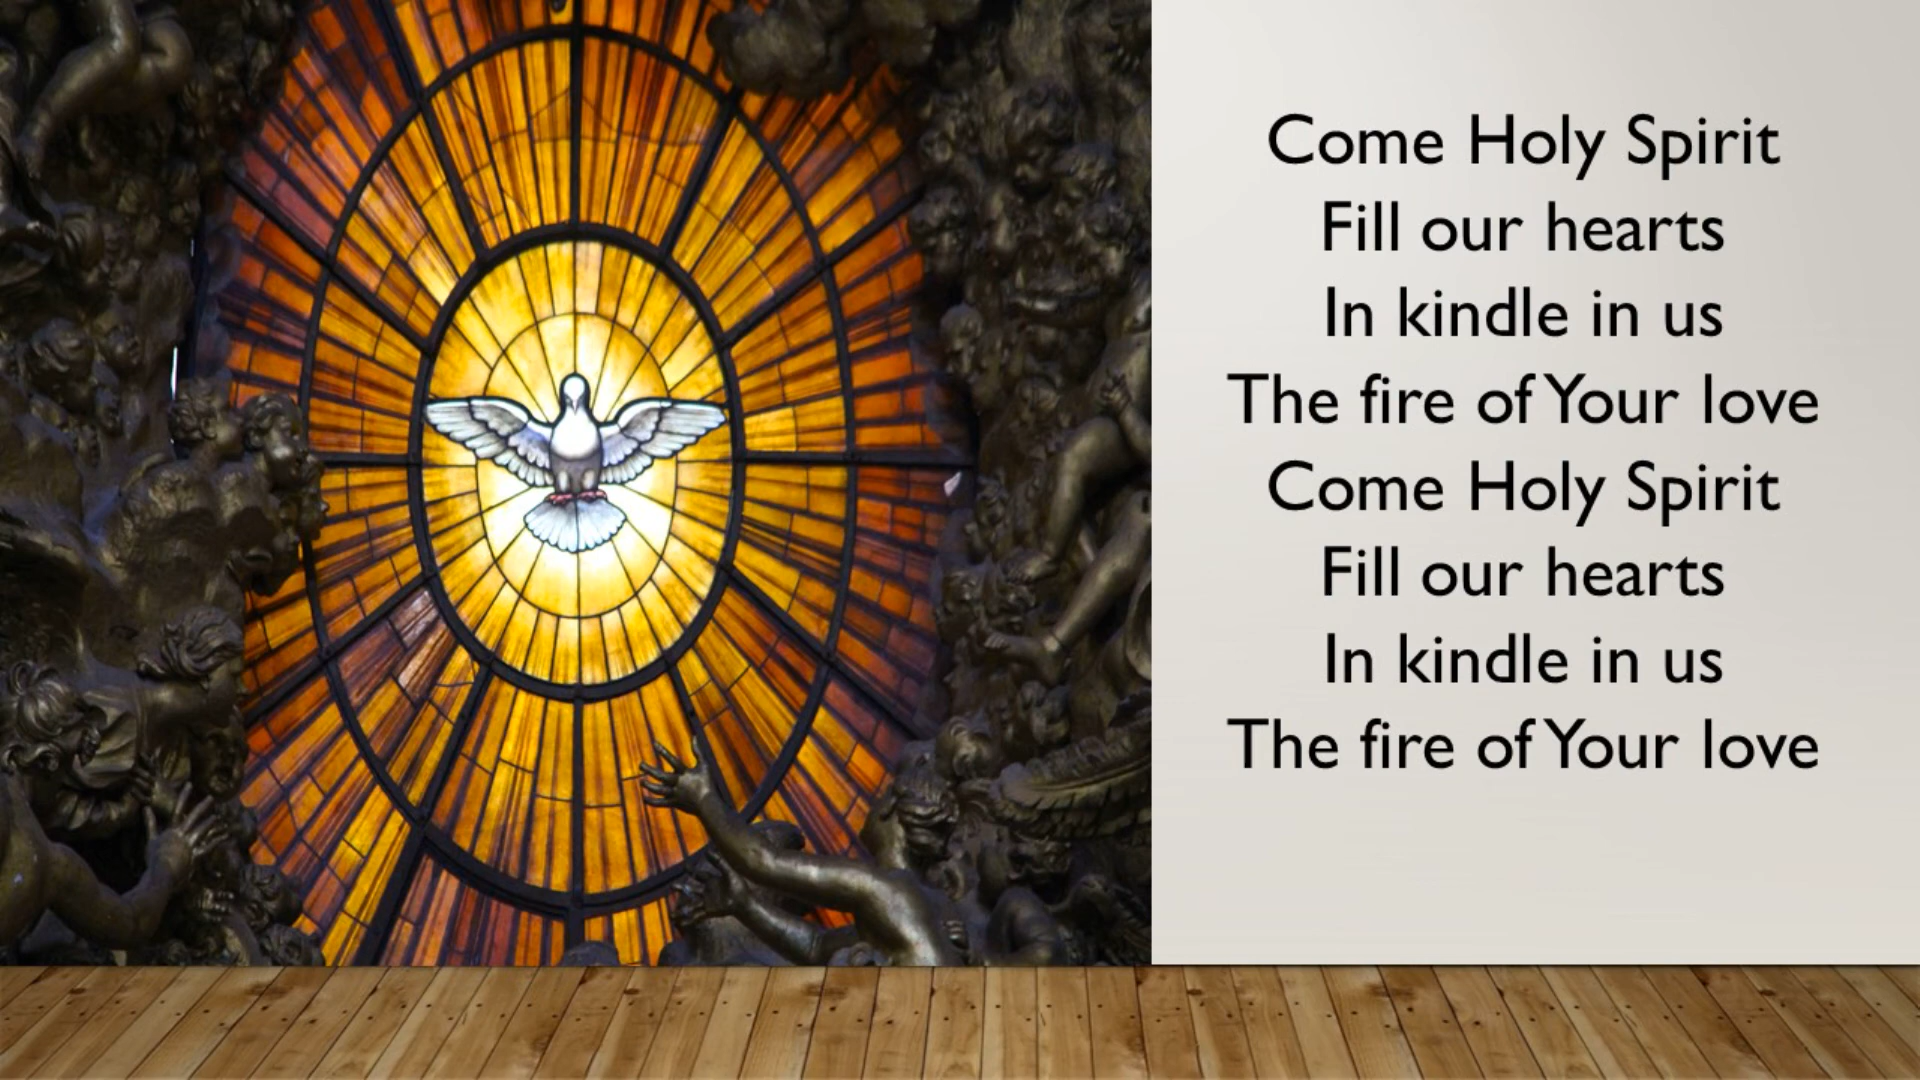 Come Holy Spirit
Fill our hearts
In kindle in us
The fire of Your love
Come Holy Spirit
Fill our hearts
In kindle in us
The fire of Your love